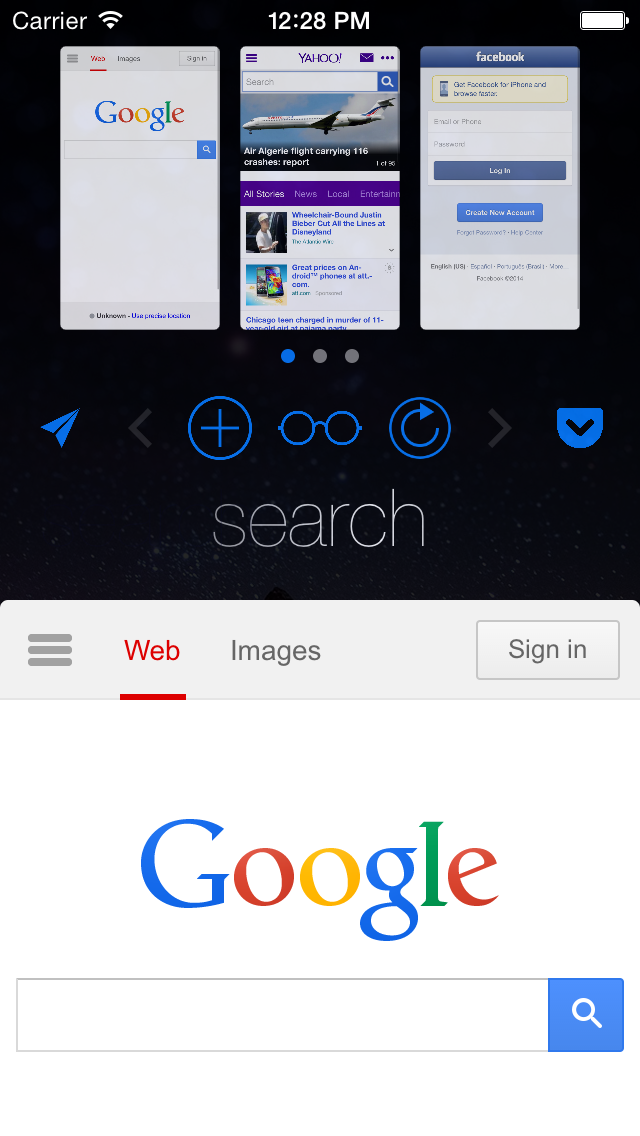 Carrier 12:28 PM
Web Images Sign in
Google
Unknown - Use precise location
YAHOO!
Search
Air Algerie flight carrying 116
crashes: report
1 of 95
All Stories News Local Entertainm
Wheelchair-Bound Justin
Bieber Cut All the Lines at
Disneyland
The Atlantic Wire
Great prices on An-
droid™ phones at att.-
com.
att.com Sponsored
Chicago teen charged in murder of 11-
year-old girl at pajama party
facebook
Get Facebook for iPhone and
browse faster.
Email or Phone
Password
Log In
Create New Account
Forgot Password? · Help Center
English (US) · Español · Português (Brasil) · More
Facebook ©2014
search
Web Images Sign in
Google